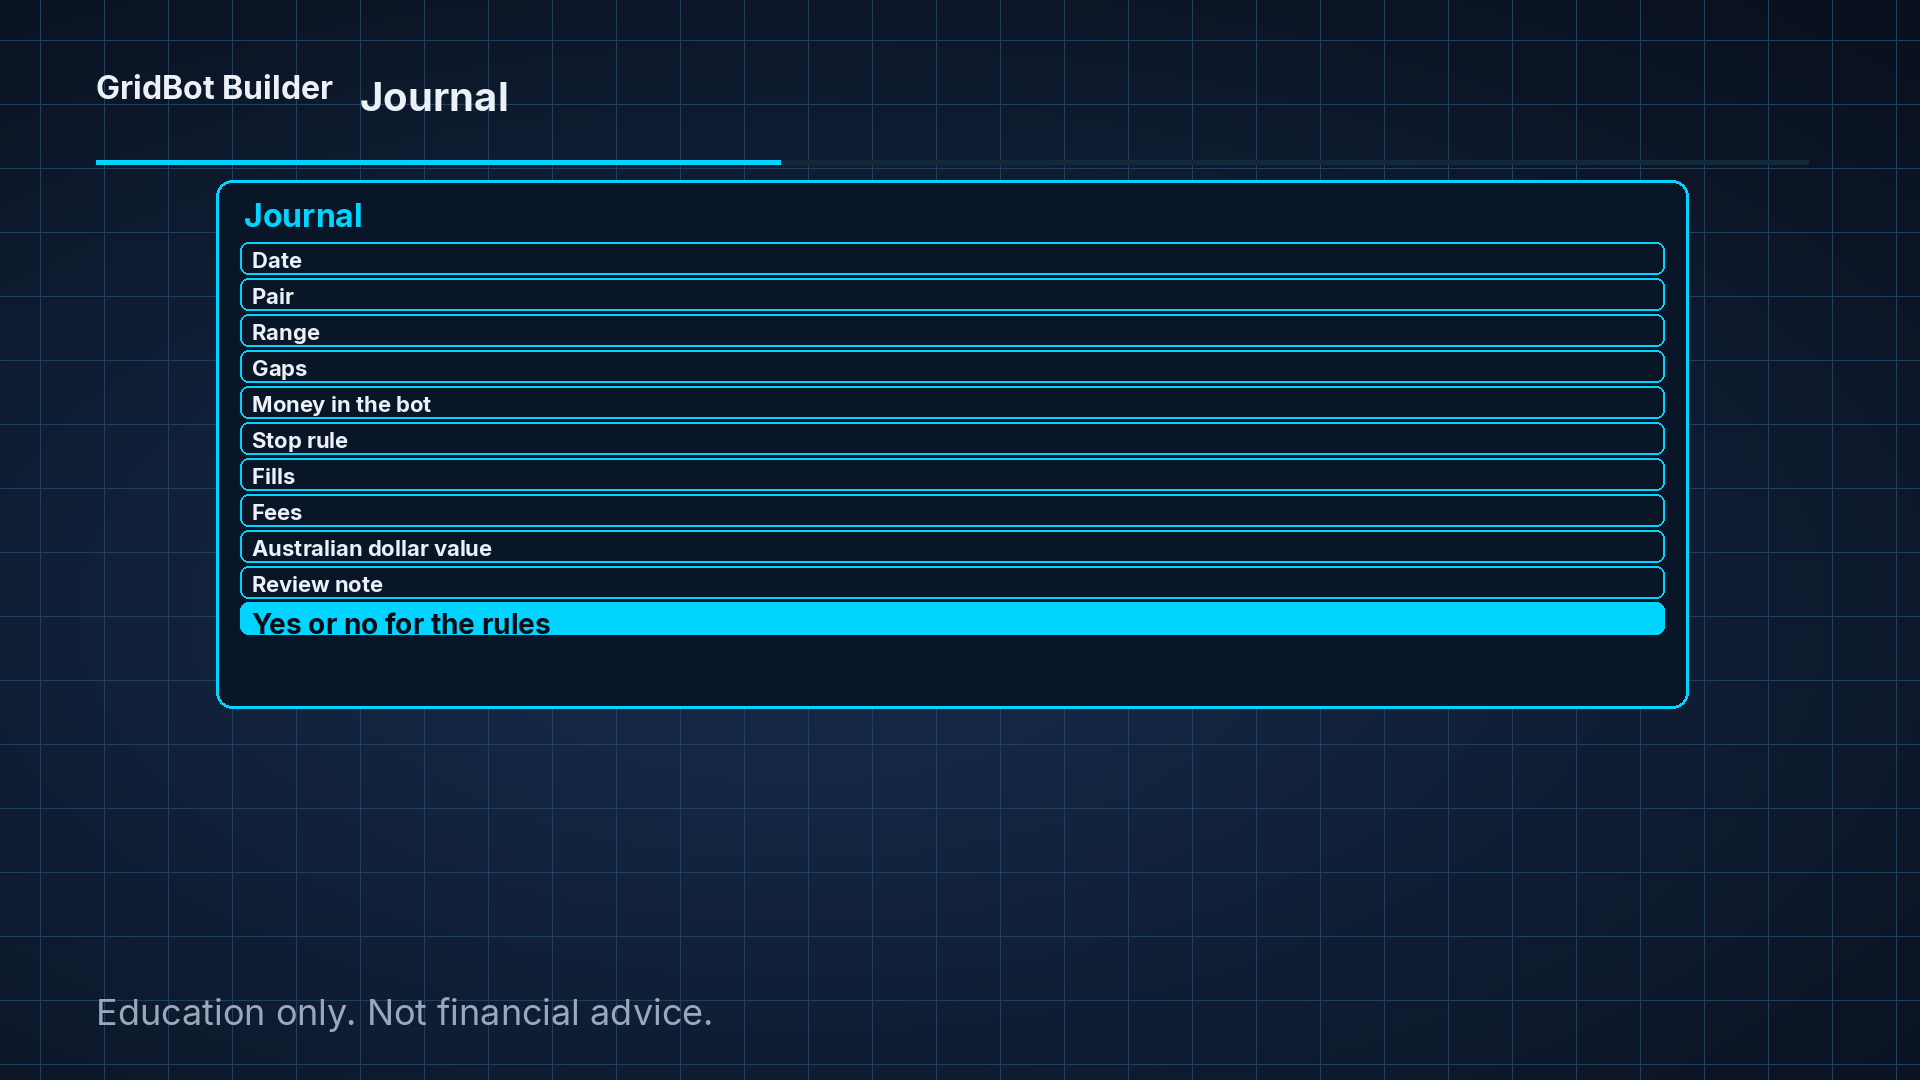 GridBot Builder
Journal
Journal
Date
Pair
Range
Gaps
Money in the bot
Stop rule
Fills
Fees
Australian dollar value
Review note
Yes or no for the rules
Education only. Not financial advice.